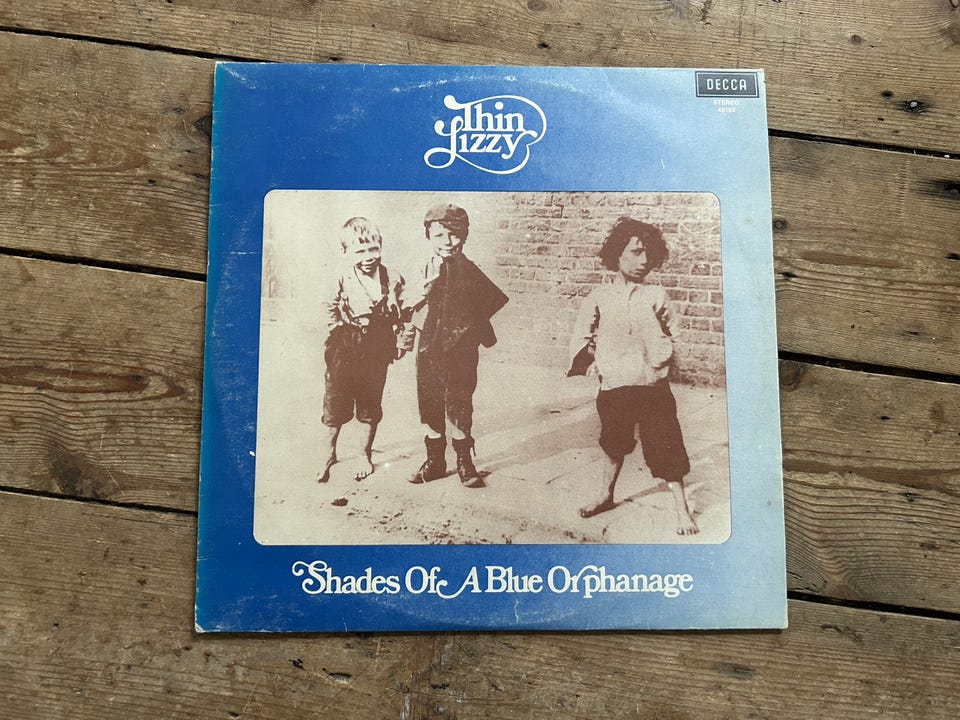 Thin
Lizzy
DECCA
STEREO
Shades Of A Blue Orphanage